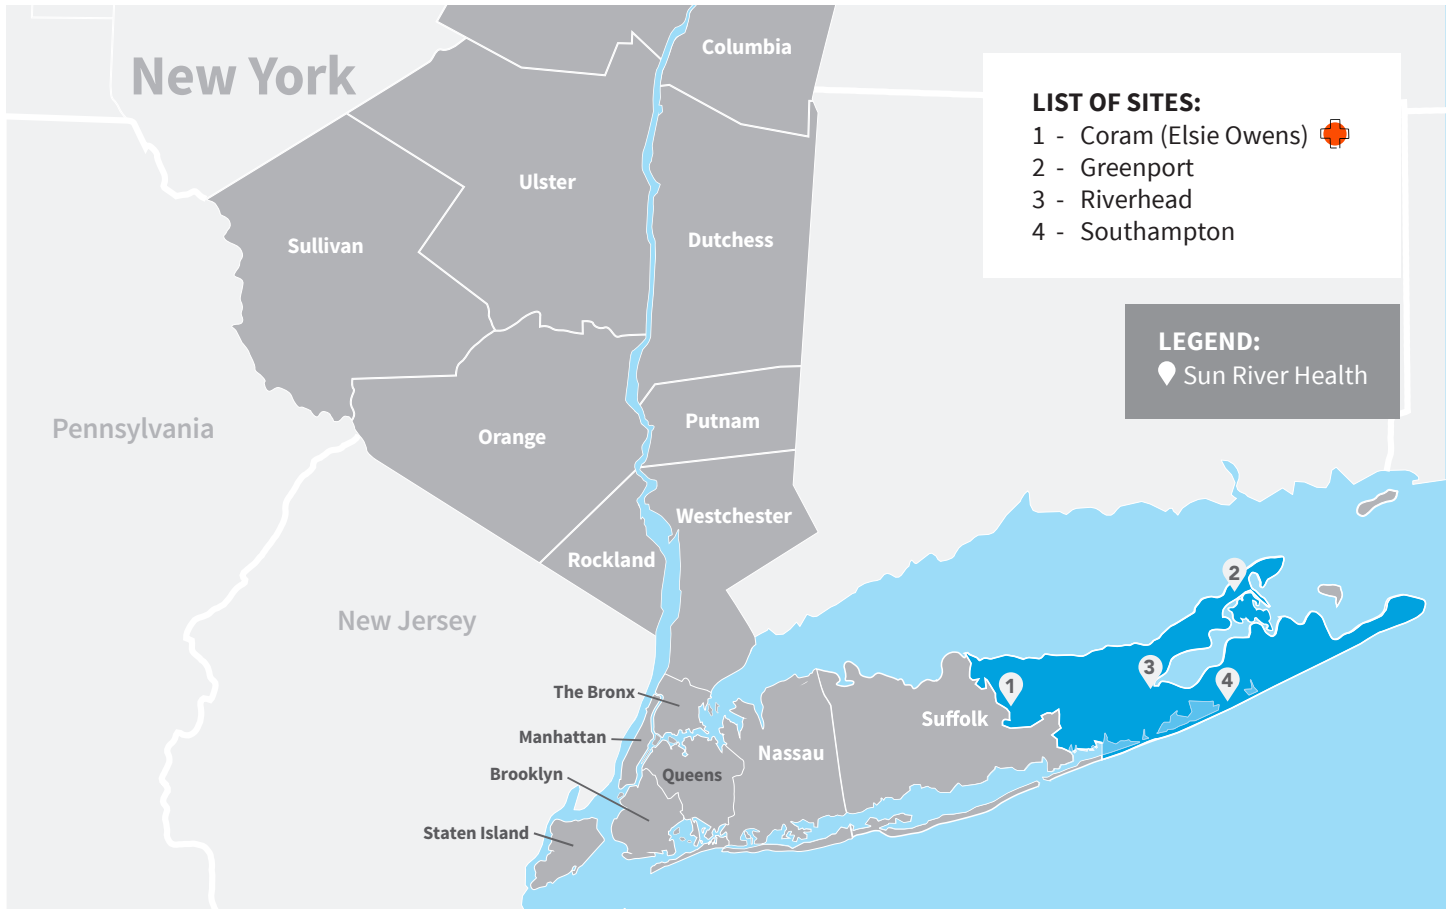 New York
Columbia
LIST OF SITES:
1 - Coram (Elsie Owens)
2 - Greenport
3 - Riverhead
4 - Southampton
Ulster
Sullivan
Dutchess
LEGEND:
Sun River Health
Pennsylvania
Orange
Putnam
Westchester
Rockland
New Jersey
2
3
4
1
The Bronx
Suffolk
Manhattan
Nassau
Brooklyn
Queens
Staten Island